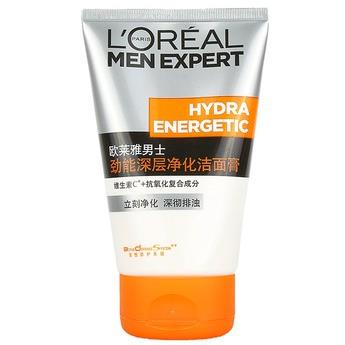 L'ORÉAL
PARIS
MEN EXPERT
HYDRA
ENERGETIC
欧莱雅男士
劲能深层净化洁面膏
维生素C*+抗氧化复合成分
立刻净化 深彻排浊